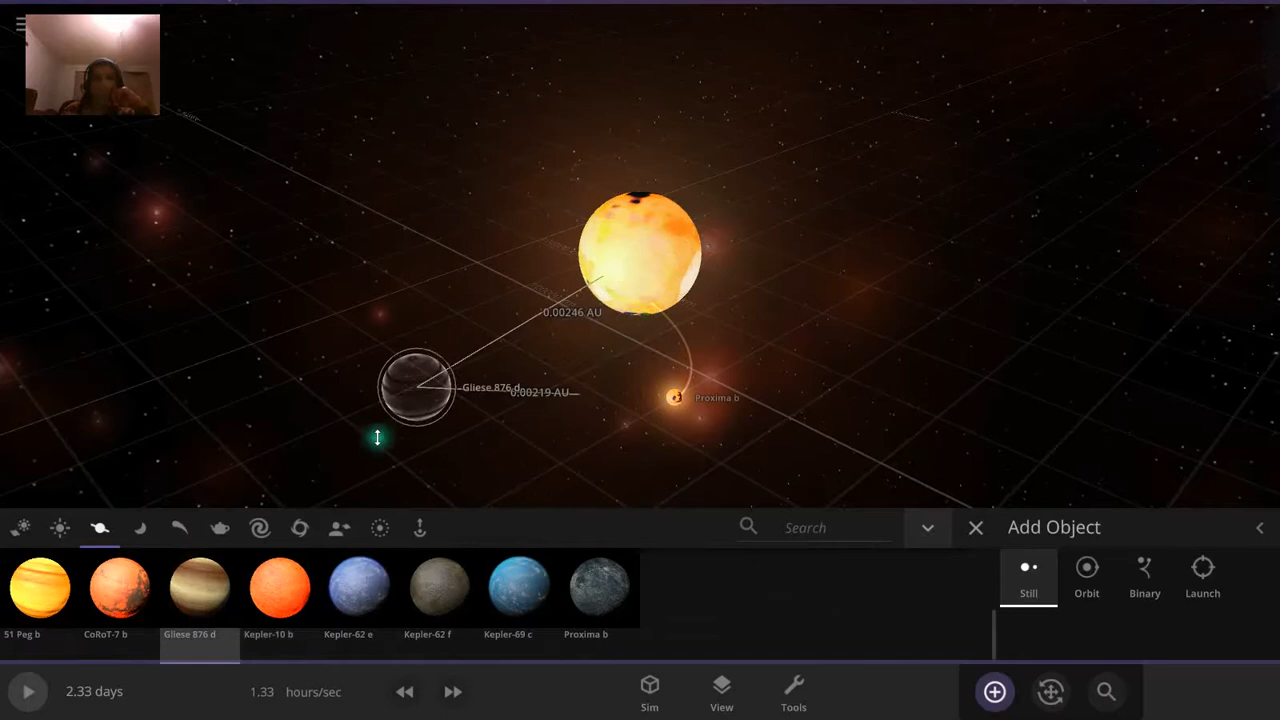 0.00246 AU
Gliese 876 d
0.00219 AU
Proxima b
Search
Add Object
Still
Orbit
Binary
Launch
51 Peg b
CoRoT-7 b
Gliese 876 d
Kepler-10 b
Kepler-62 e
Kepler-62 f
Kepler-69 c
Proxima b
2.33 days
1.33 hours/sec
Sim
View
Tools